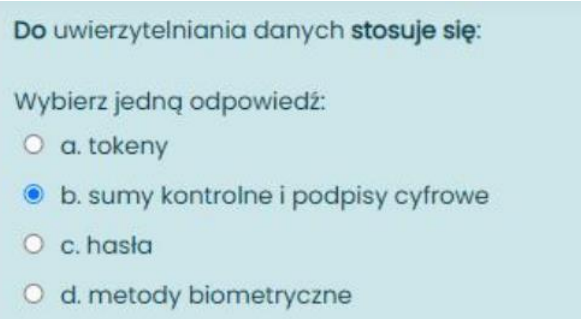 Do uwierzytelniania danych stosuje się:
Wybierz jedną odpowiedź:
a. tokeny
b. sumy kontrolne i podpisy cyfrowe
c. hasła
d. metody biometryczne